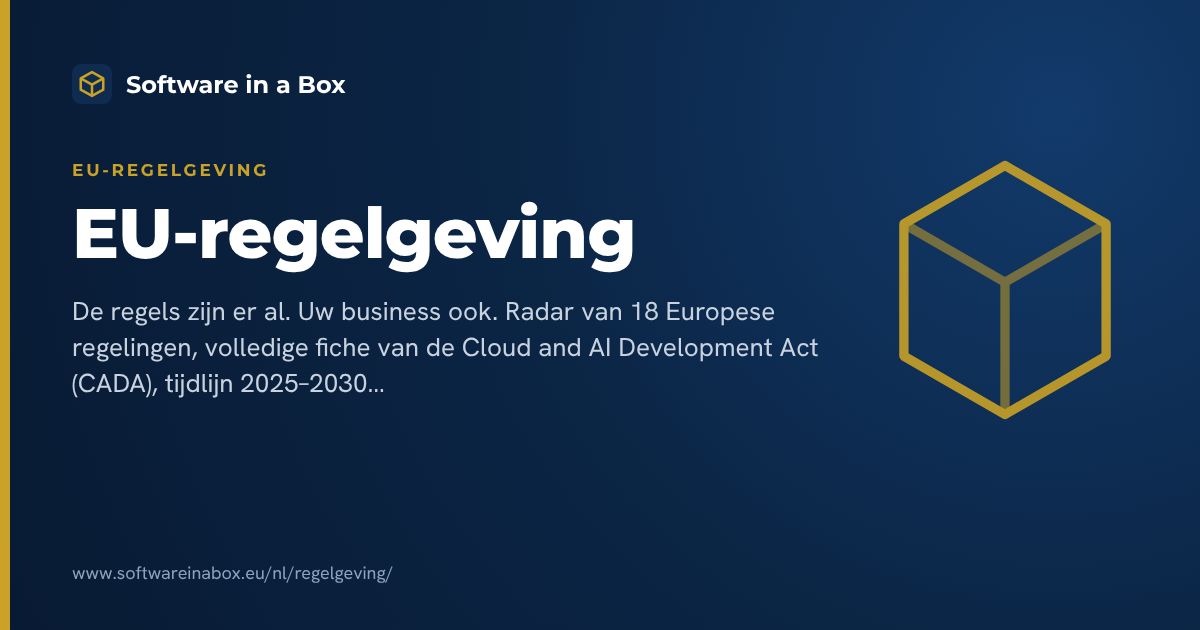 Software in a Box
EU-REGELGEVING
EU-regelgeving
De regels zijn er al. Uw business ook. Radar van 18 Europese
regelingen, volledige fiche van de Cloud and AI Development Act
(CADA), tijdlijn 2025–2030...
www.softwareinabox.eu/nl/regelgeving/